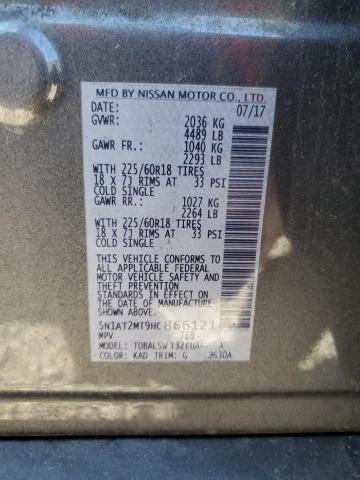 MFD BY NISSAN MOTOR CO., LTD.
DATE: 07/17
GVWR: 2036 KG
4489 LB
GAWR FR.: 1040 KG
2293 LB
WITH 225/60R18 TIRES
18 X 7J RIMS AT 33 PSI
COLD SINGLE
GAWR RR.: 1027 KG
2264 LB
WITH 225/60R18 TIRES
18 X 7J RIMS AT 33 PSI
COLD SINGLE
THIS VEHICLE CONFORMS TO
ALL APPLICABLE FEDERAL
MOTOR VEHICLE SAFETY AND
THEFT PREVENTION
STANDARDS IN EFFECT ON
THE DATE OF MANUFACTURE
SHOWN ABOVE.
5N1AT2MT9HC866121
MPV 769
MODEL: A
COLOR: KAD TRIM: G